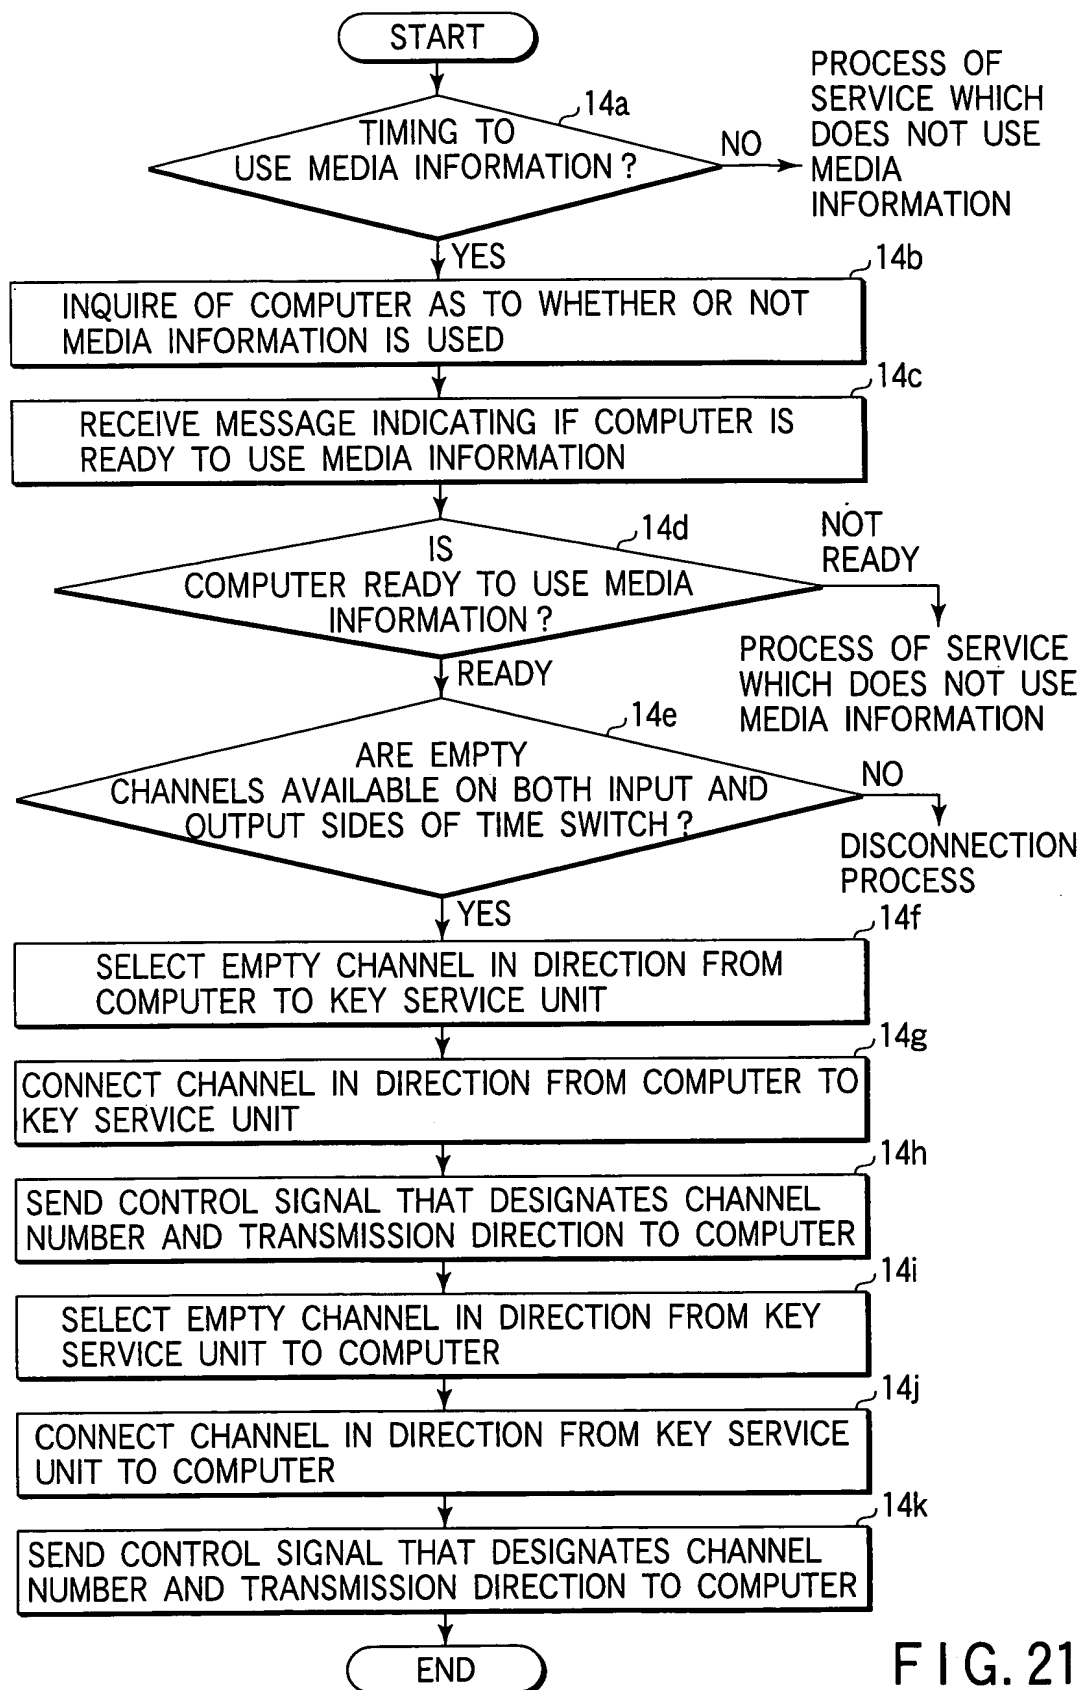 START
14a
TIMING TO
USE MEDIA INFORMATION?
NO
PROCESS OF
SERVICE WHICH
DOES NOT USE
MEDIA
INFORMATION
YES
14b
INQUIRE OF COMPUTER AS TO WHETHER OR NOT
MEDIA INFORMATION IS USED
14c
RECEIVE MESSAGE INDICATING IF COMPUTER IS
READY TO USE MEDIA INFORMATION
14d
IS
COMPUTER READY TO USE MEDIA
INFORMATION?
NOT
READY
PROCESS OF SERVICE
WHICH DOES NOT USE
MEDIA INFORMATION
READY
14e
ARE EMPTY
CHANNELS AVAILABLE ON BOTH INPUT AND
OUTPUT SIDES OF TIME SWITCH?
NO
DISCONNECTION
PROCESS
YES
14f
SELECT EMPTY CHANNEL IN DIRECTION FROM
COMPUTER TO KEY SERVICE UNIT
14g
CONNECT CHANNEL IN DIRECTION FROM COMPUTER TO
KEY SERVICE UNIT
14h
SEND CONTROL SIGNAL THAT DESIGNATES CHANNEL
NUMBER AND TRANSMISSION DIRECTION TO COMPUTER
14i
SELECT EMPTY CHANNEL IN DIRECTION FROM KEY
SERVICE UNIT TO COMPUTER
14j
CONNECT CHANNEL IN DIRECTION FROM KEY SERVICE
UNIT TO COMPUTER
14k
SEND CONTROL SIGNAL THAT DESIGNATES CHANNEL
NUMBER AND TRANSMISSION DIRECTION TO COMPUTER
END
FIG. 21